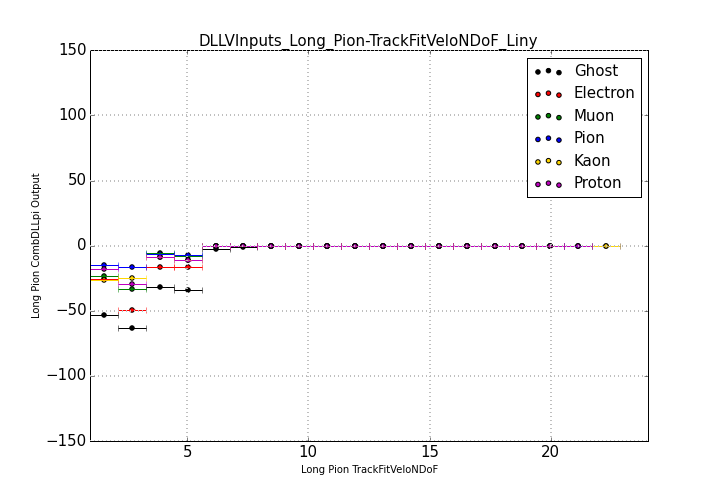 DLLVInputs_Long_Pion-TrackFitVeloNDoF_Liny
150
100
50
0
−50
−100
−150
5
10
15
20
Long Pion CombDLLpi Output
Long Pion TrackFitVeloNDoF
Ghost
Electron
Muon
Pion
Kaon
Proton